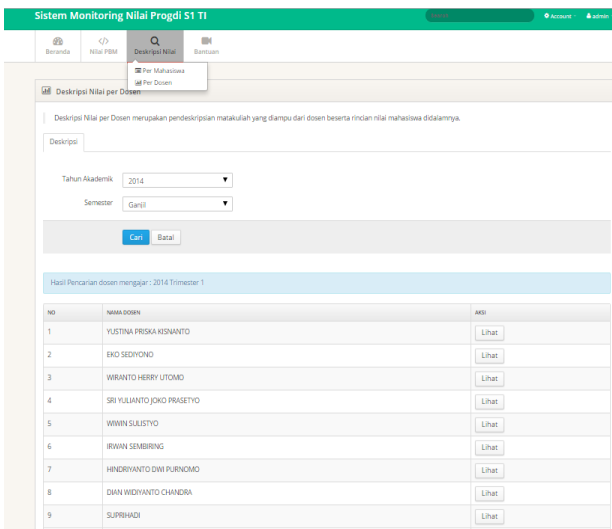 Sistem Monitoring Nilai Progdi S1 TI
Account
admin
Beranda
Nilai PBM
Deskripsi Nilai
Bantuan
Per Mahasiswa
Per Dosen
Deskripsi Nilai per Dosen
Deskripsi Nilai per Dosen merupakan pendeskripsian matakuliah yang diampu dari dosen beserta rincian nilai mahasiswa didalamnya.
Deskripsi
Tahun Akademik 2014
Semester Ganjil
Cari Batal
Hasil Pencarian dosen mengajar : 2014 Trimester 1
NO NAMA DOSEN AKSI
1 YUSTINA PRISKA KISNANTO Lihat
2 EKO SEDIYONO Lihat
3 WIRANTO HERRY UTOMO Lihat
4 SRI YULIANTO JOKO PRASETYO Lihat
5 WIWIN SULISTYO Lihat
6 IRWAN SEMBIRING Lihat
7 HINDRIYANTO DWI PURNOMO Lihat
8 DIAN WIDIYANTO CHANDRA Lihat
9 SUPRIHADI Lihat